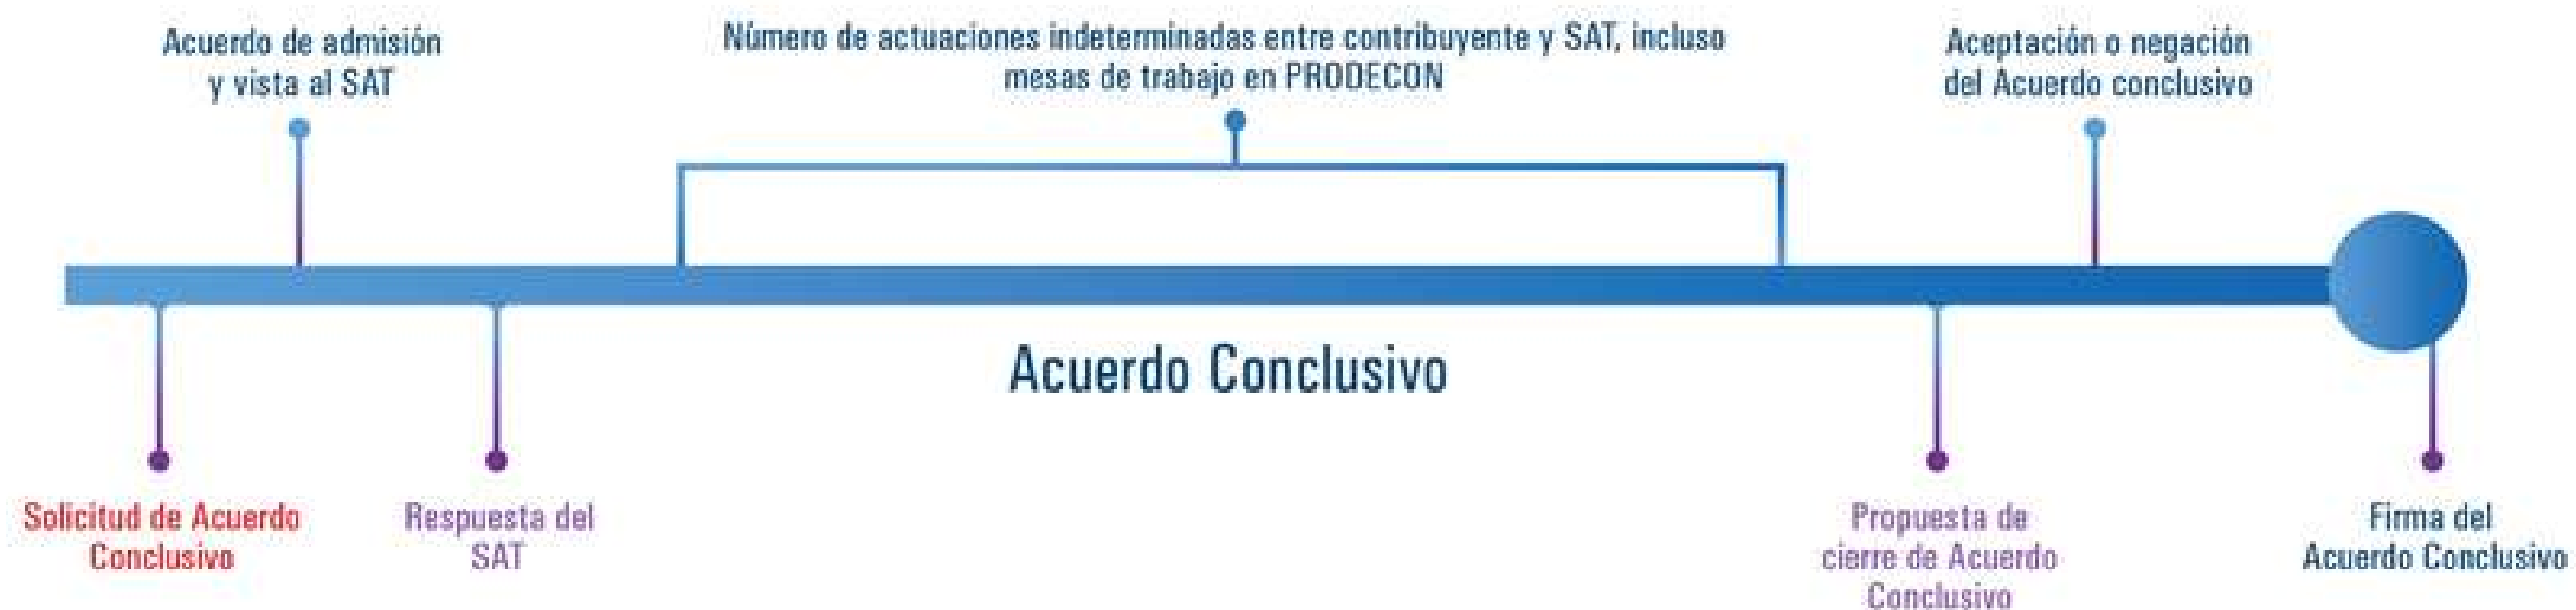 Acuerdo de admisión
y vista al SAT
Número de actuaciones indeterminadas entre contribuyente y SAT, incluso
mesas de trabajo en PRODECON
Aceptación o negación
del Acuerdo conclusivo
Acuerdo Conclusivo
Solicitud de Acuerdo
Conclusivo
Respuesta del
SAT
Propuesta de
cierre de Acuerdo
Conclusivo
Firma del
Acuerdo Conclusivo